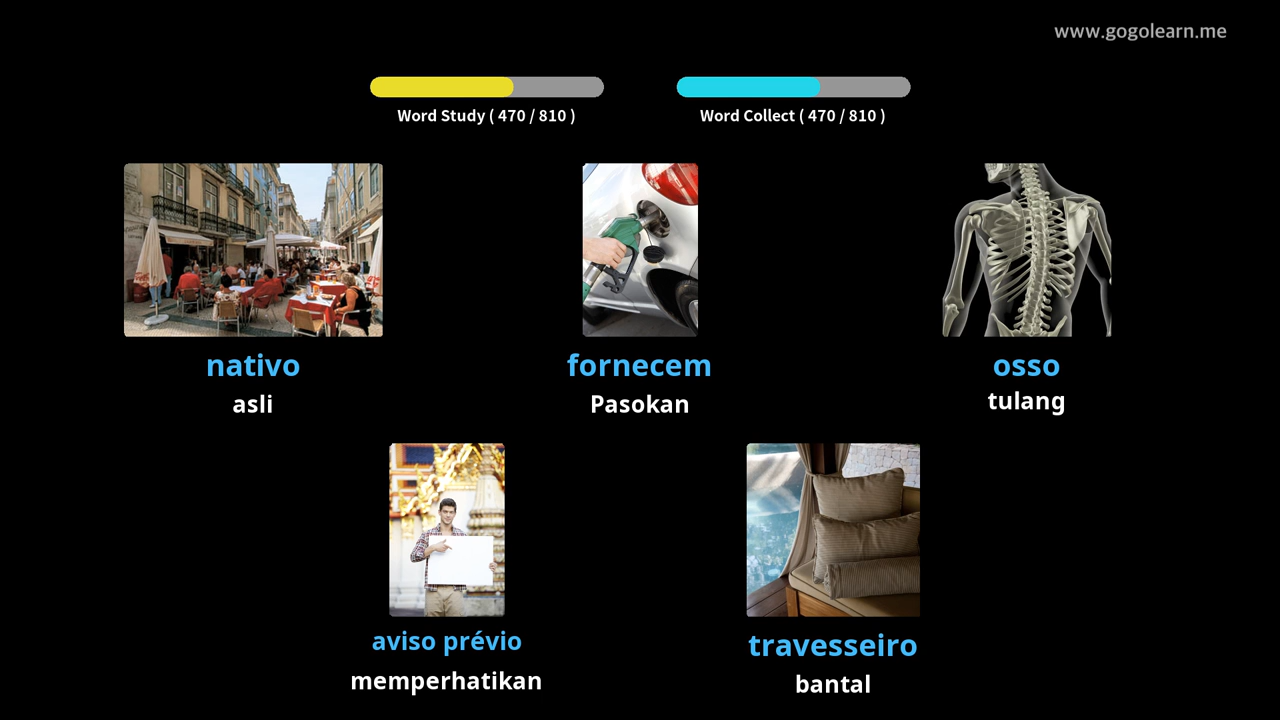 www.gogolearn.me
Word Study ( 470 / 810 )
Word Collect ( 470 / 810 )
nativo
asli
fornecem
Pasokan
osso
tulang
aviso prévio
memperhatikan
travesseiro
bantal